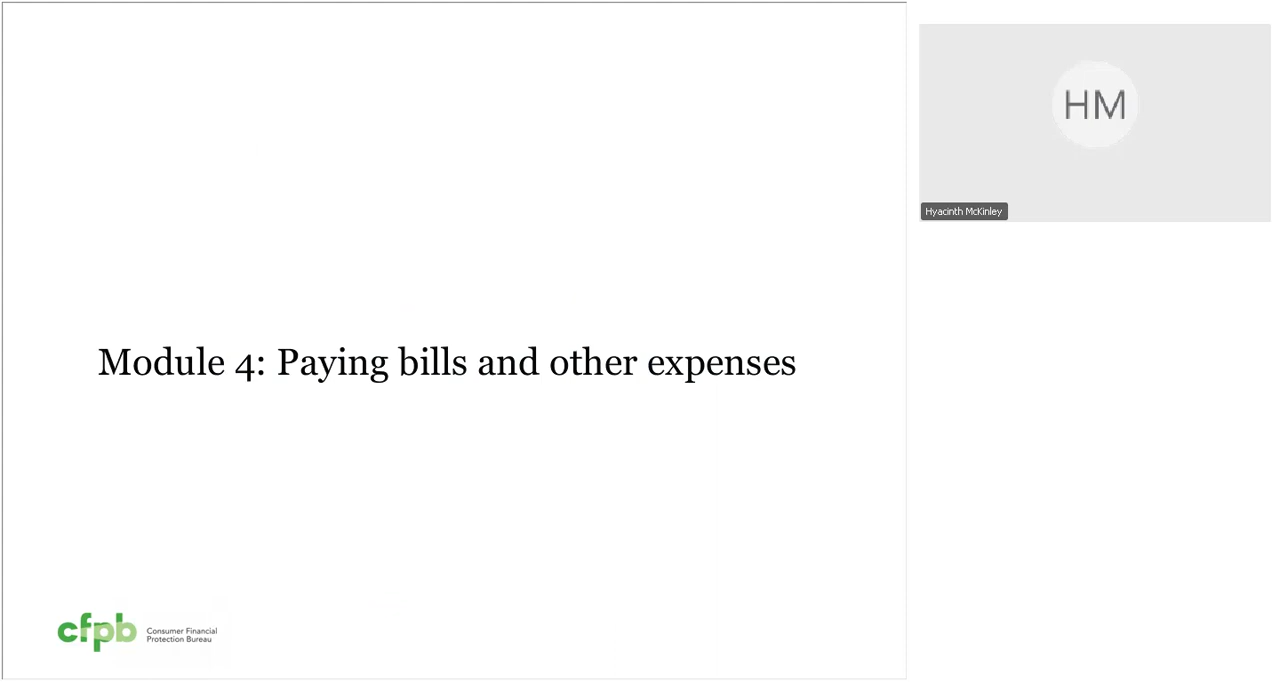 HM
Hyacinth McKinley
Module 4: Paying bills and other expenses
cfpb
Consumer Financial
Protection Bureau